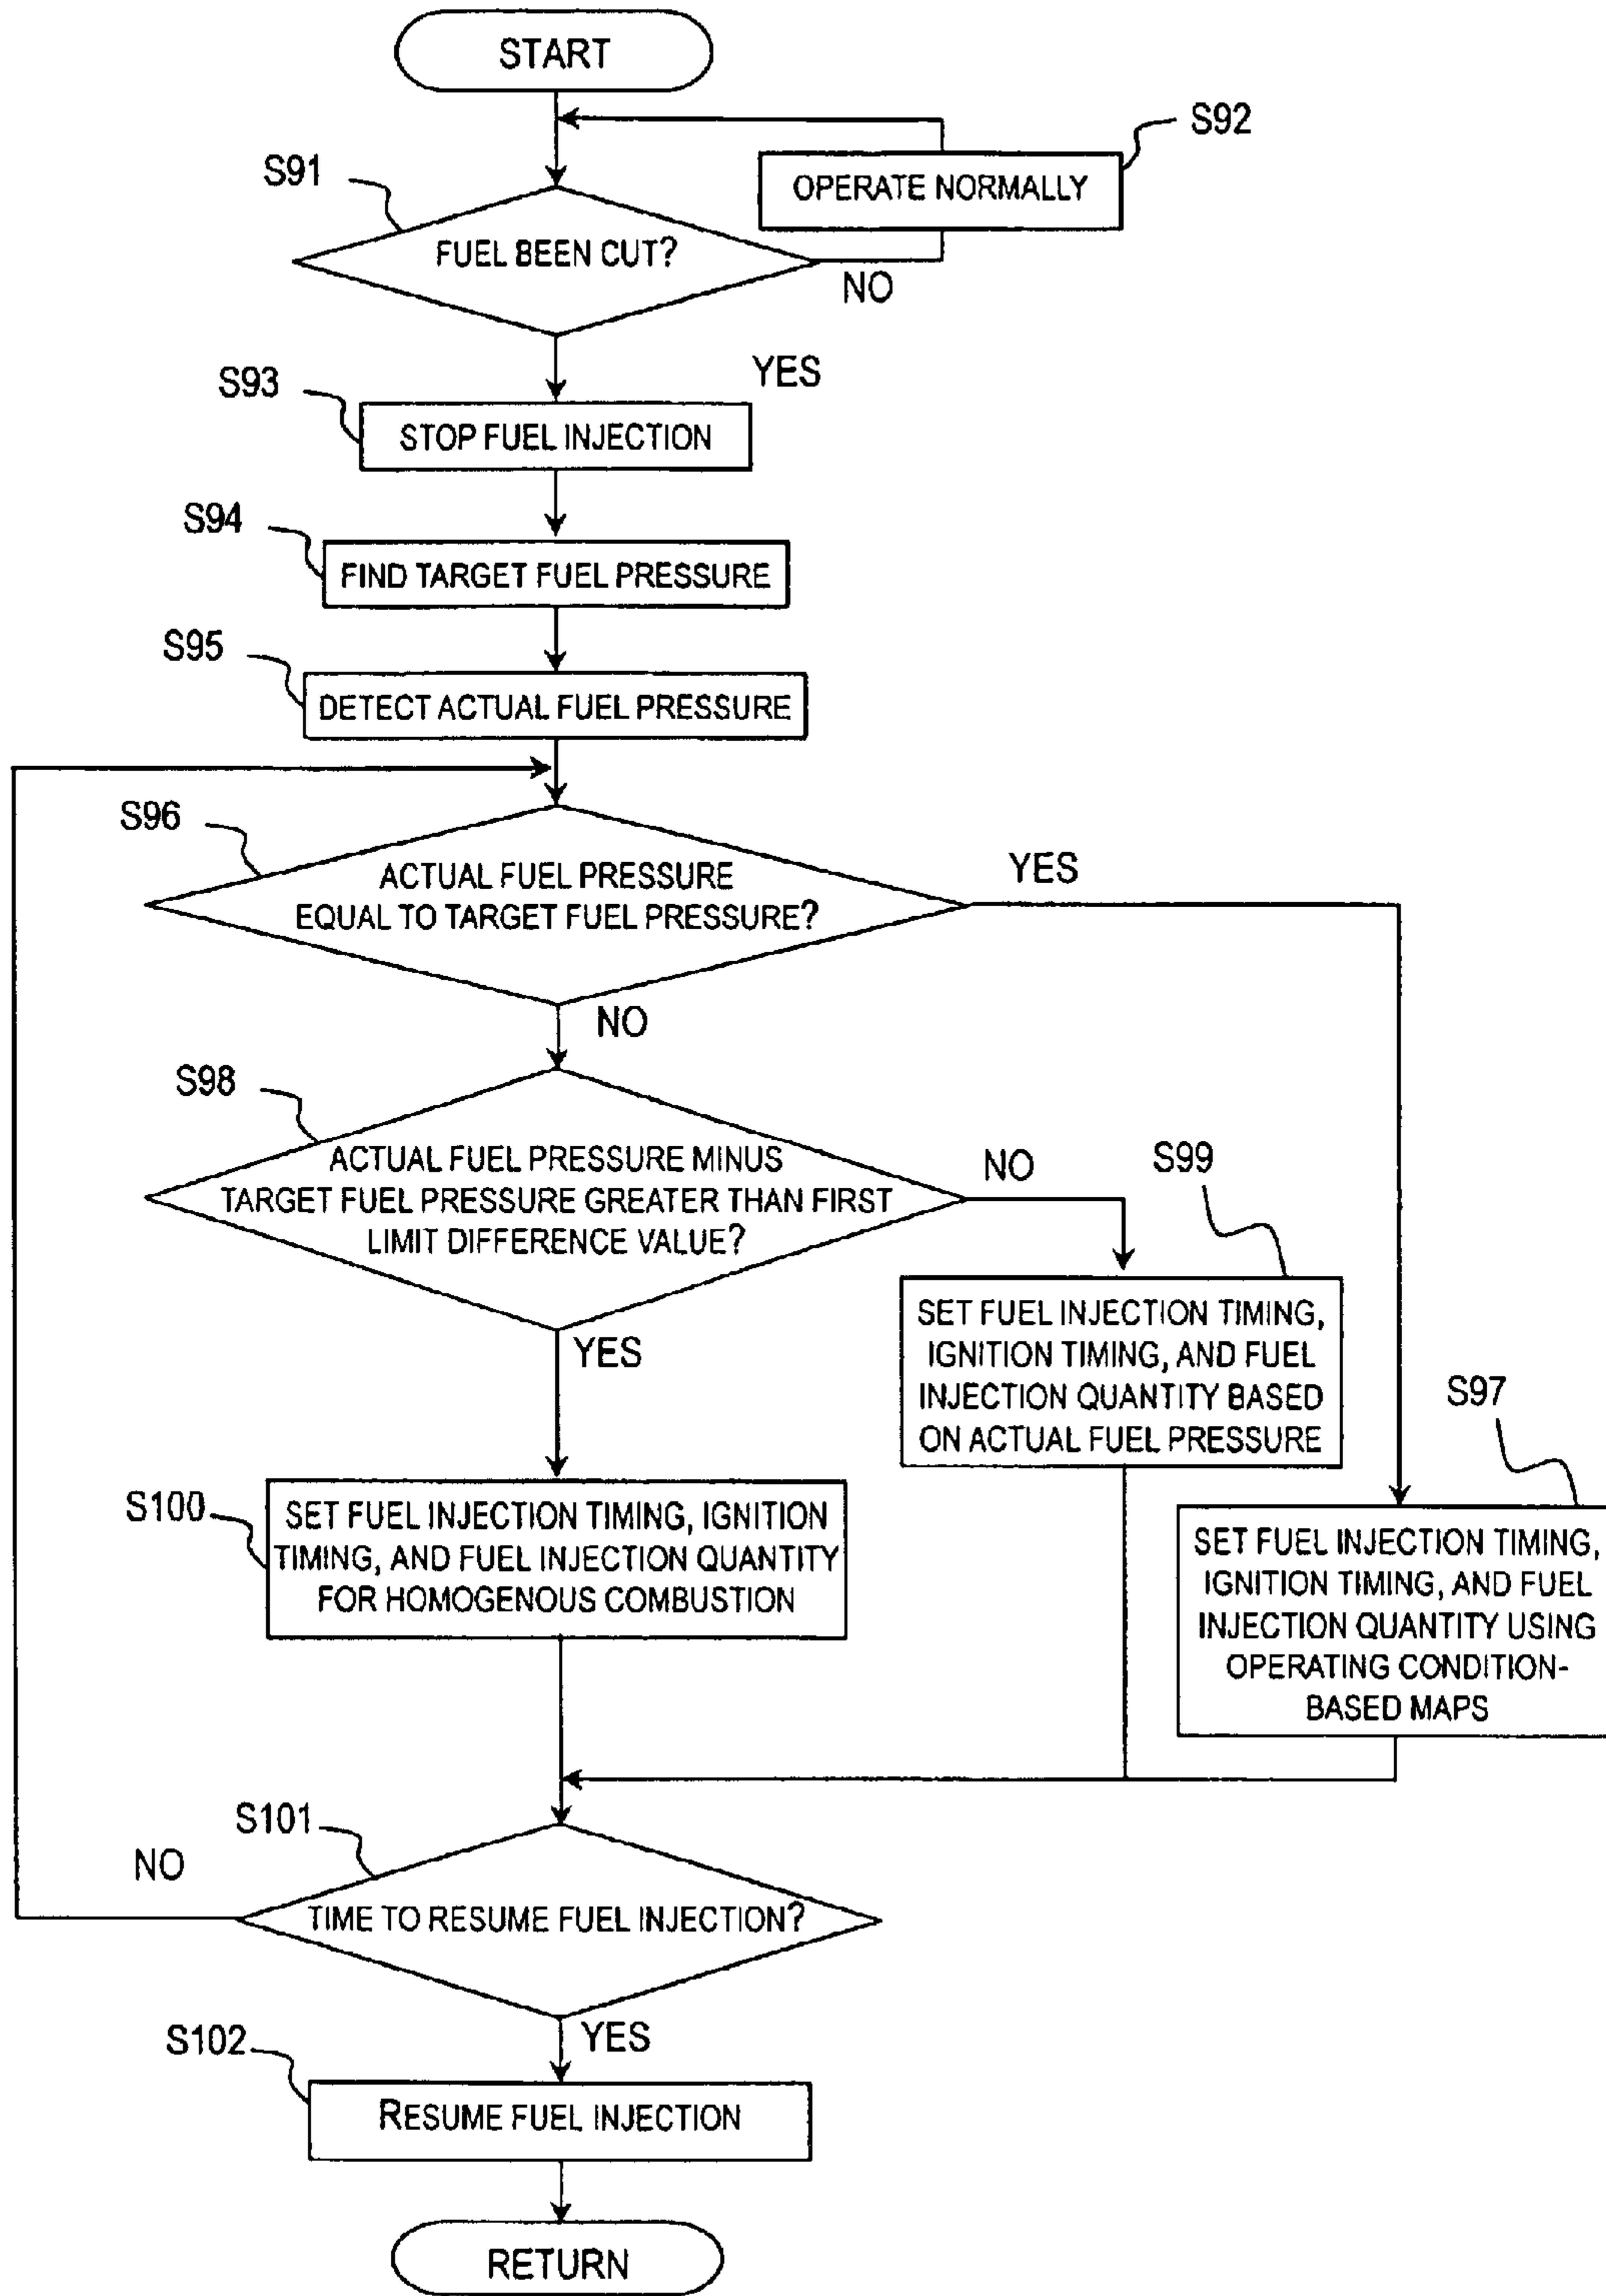 START
S92
OPERATE NORMALLY
S91
FUEL BEEN CUT?
NO
YES
S93
STOP FUEL INJECTION
S94
FIND TARGET FUEL PRESSURE
S95
DETECT ACTUAL FUEL PRESSURE
S96
ACTUAL FUEL PRESSURE
EQUAL TO TARGET FUEL PRESSURE?
YES
NO
S98
ACTUAL FUEL PRESSURE MINUS
TARGET FUEL PRESSURE GREATER THAN FIRST
LIMIT DIFFERENCE VALUE?
NO
S99
SET FUEL INJECTION TIMING,
IGNITION TIMING, AND FUEL
INJECTION QUANTITY BASED
ON ACTUAL FUEL PRESSURE
YES
S97
SET FUEL INJECTION TIMING,
IGNITION TIMING, AND FUEL
INJECTION QUANTITY USING
OPERATING CONDITION-
BASED MAPS
S100
SET FUEL INJECTION TIMING, IGNITION
TIMING, AND FUEL INJECTION QUANTITY
FOR HOMOGENOUS COMBUSTION
S101
NO
TIME TO RESUME FUEL INJECTION?
YES
S102
RESUME FUEL INJECTION
RETURN